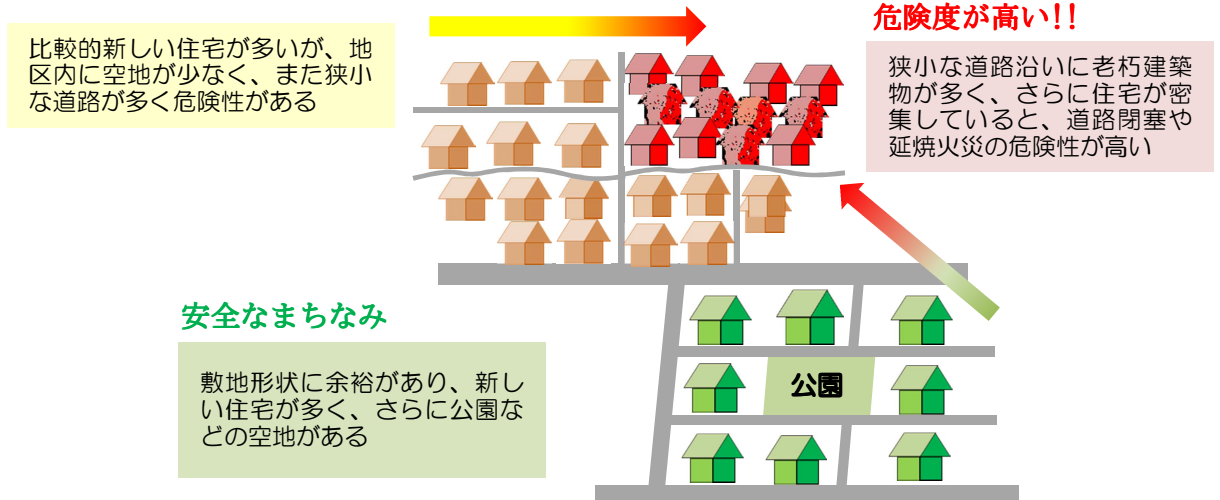 危険度が高い!!
比較的新しい住宅が多いが、地
区内に空地が少なく、また狭小
な道路が多く危険性がある
狭小な道路沿いに老朽建築
物が多く、さらに住宅が密
集していると、道路閉塞や
延焼火災の危険性が高い
安全なまちなみ
敷地形状に余裕があり、新し
い住宅が多く、さらに公園な
どの空地がある
公園